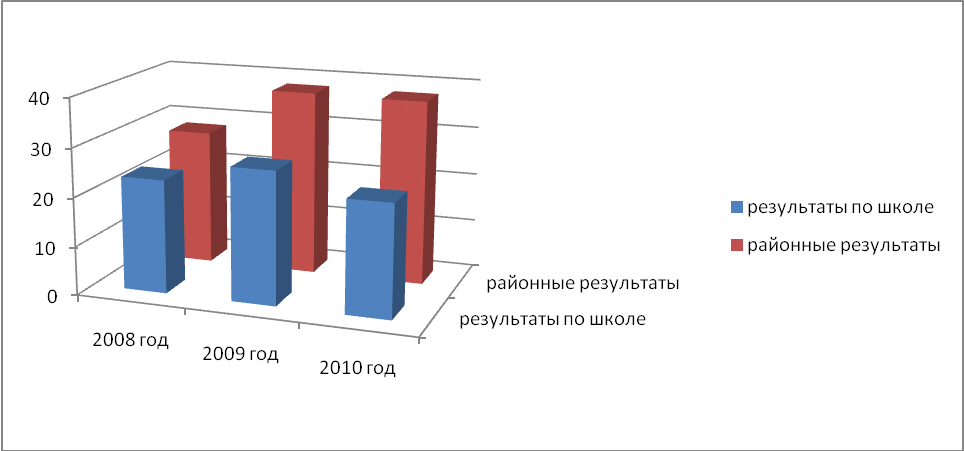 40
30
20
10
0
2008 год
2009 год
2010 год
районные результаты
результаты по школе
результаты по школе
районные результаты